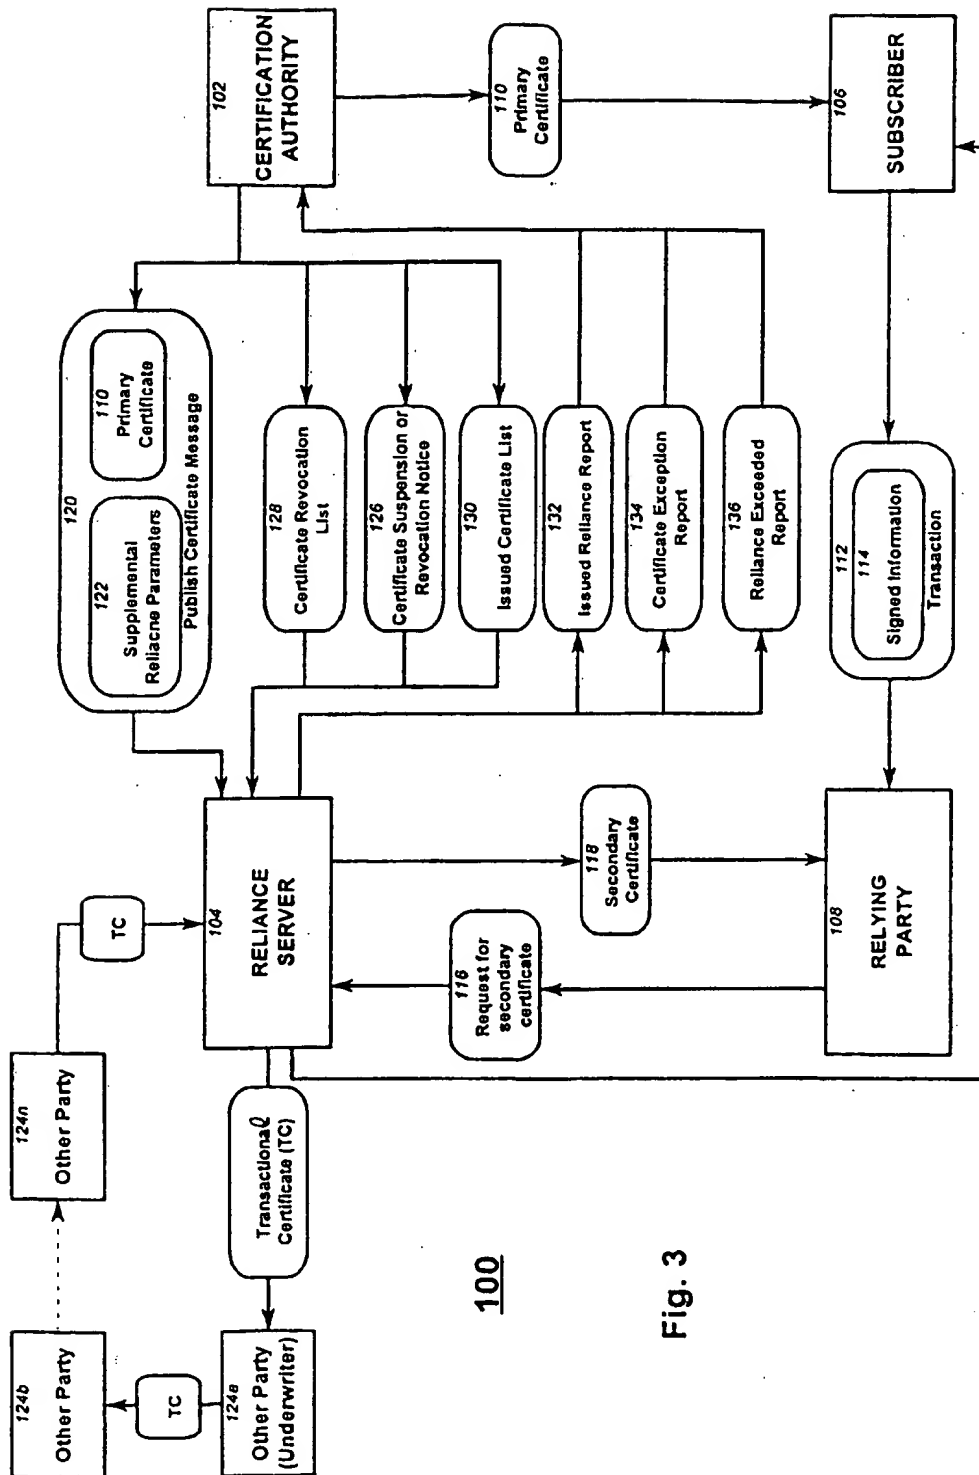 124b
Other Party
TC
124a
Other Party
(Underwriter)
124n
Other Party
TC
Transactional
Certificate (TC)
104
RELIANCE
SERVER
120
122
Supplemental
Reliacne Parameters
110
Primary
Certificate
Publish Certificate Message
128
Certificate Revocation
List
126
Certificate Suspension or
Revocation Notice
130
Issued Certificate List
132
Issued Reliance Report
134
Certificate Exception
Report
136
Reliance Exceeded
Report
102
CERTIFICATION
AUTHORITY
110
Primary
Certificate
116
Request for
secondary
certificate
118
Secondary
Certificate
108
RELYING
PARTY
112
114
Signed Information
Transaction
106
SUBSCRIBER
100
Fig. 3